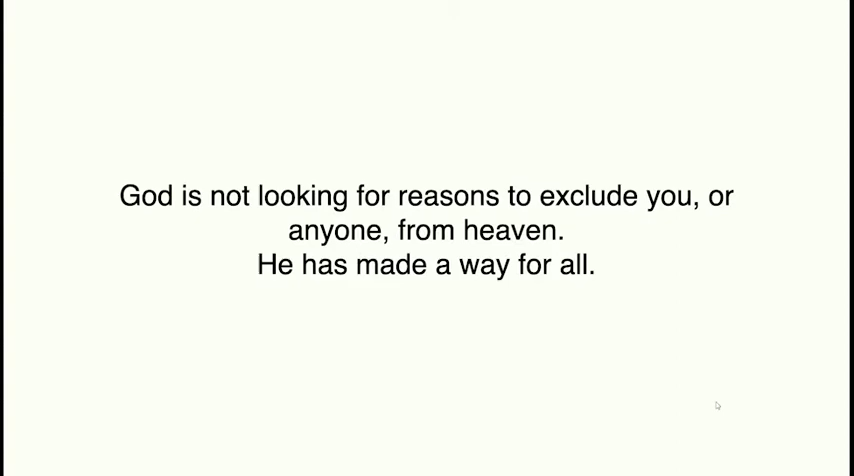 God is not looking for reasons to exclude you, or
anyone, from heaven.
He has made a way for all.